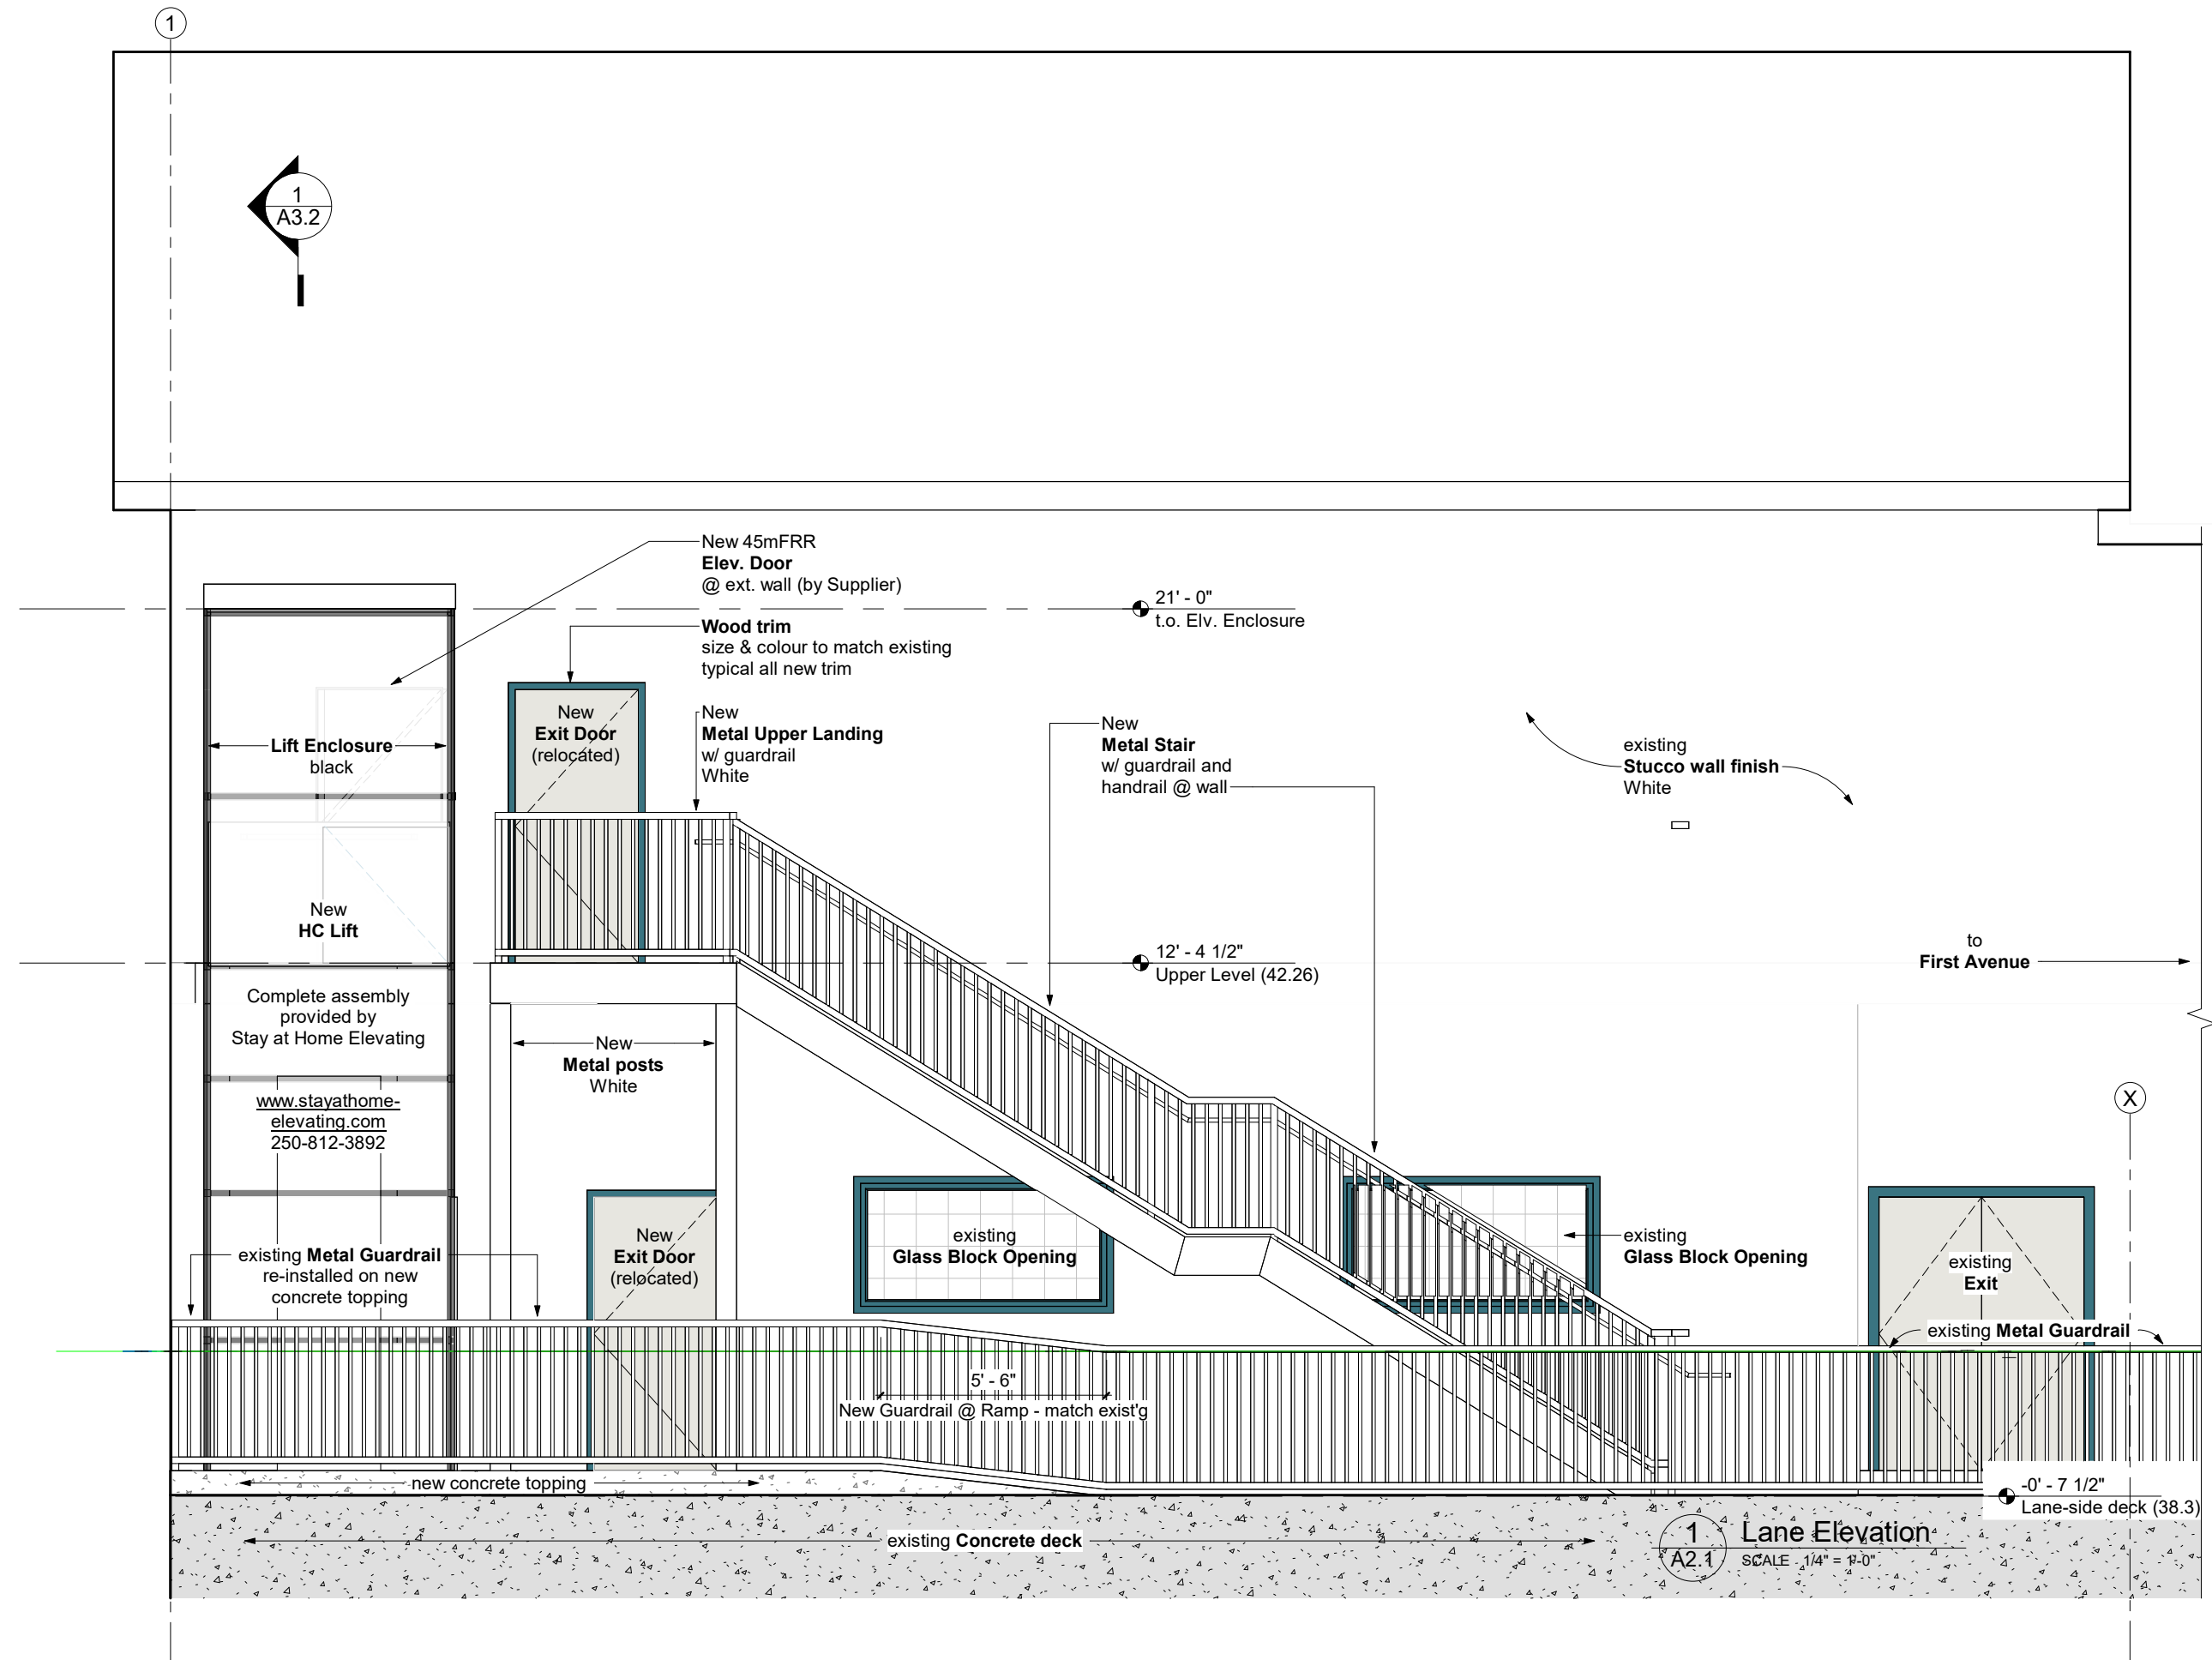 1
1
A3.2
New 45mFRR
Elev. Door
@ ext. wall (by Supplier)
21' - 0"
t.o. Elv. Enclosure
Wood trim
size & colour to match existing
typical all new trim
New
Exit Door
(relocated)
New
Metal Upper Landing
w/ guardrail
White
New
Metal Stair
w/ guardrail and
handrail @ wall
existing
Stucco wall finish
White
Lift Enclosure
black
New
HC Lift
12' - 4 1/2"
Upper Level (42.26)
to
First Avenue
Complete assembly
provided by
Stay at Home Elevating
New
Metal posts
White
www.stayathome-
elevating.com
250-812-3892
X
existing Metal Guardrail
re-installed on new
concrete topping
New
Exit Door
(relocated)
existing
Glass Block Opening
existing
Glass Block Opening
existing
Exit
existing Metal Guardrail
5' - 6"
New Guardrail @ Ramp - match exist'g
new concrete topping
-0' - 7 1/2"
Lane-side deck (38.3)
existing Concrete deck
1
A2.1
Lane Elevation
SCALE 1/4" = 1'-0"